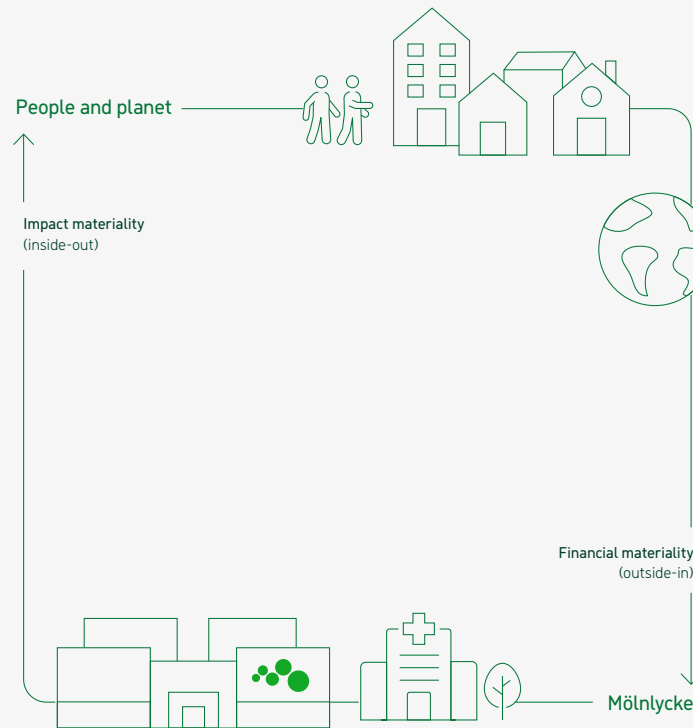 People and planet
Impact materiality
(inside-out)
Financial materiality
(outside-in)
Mölnlycke